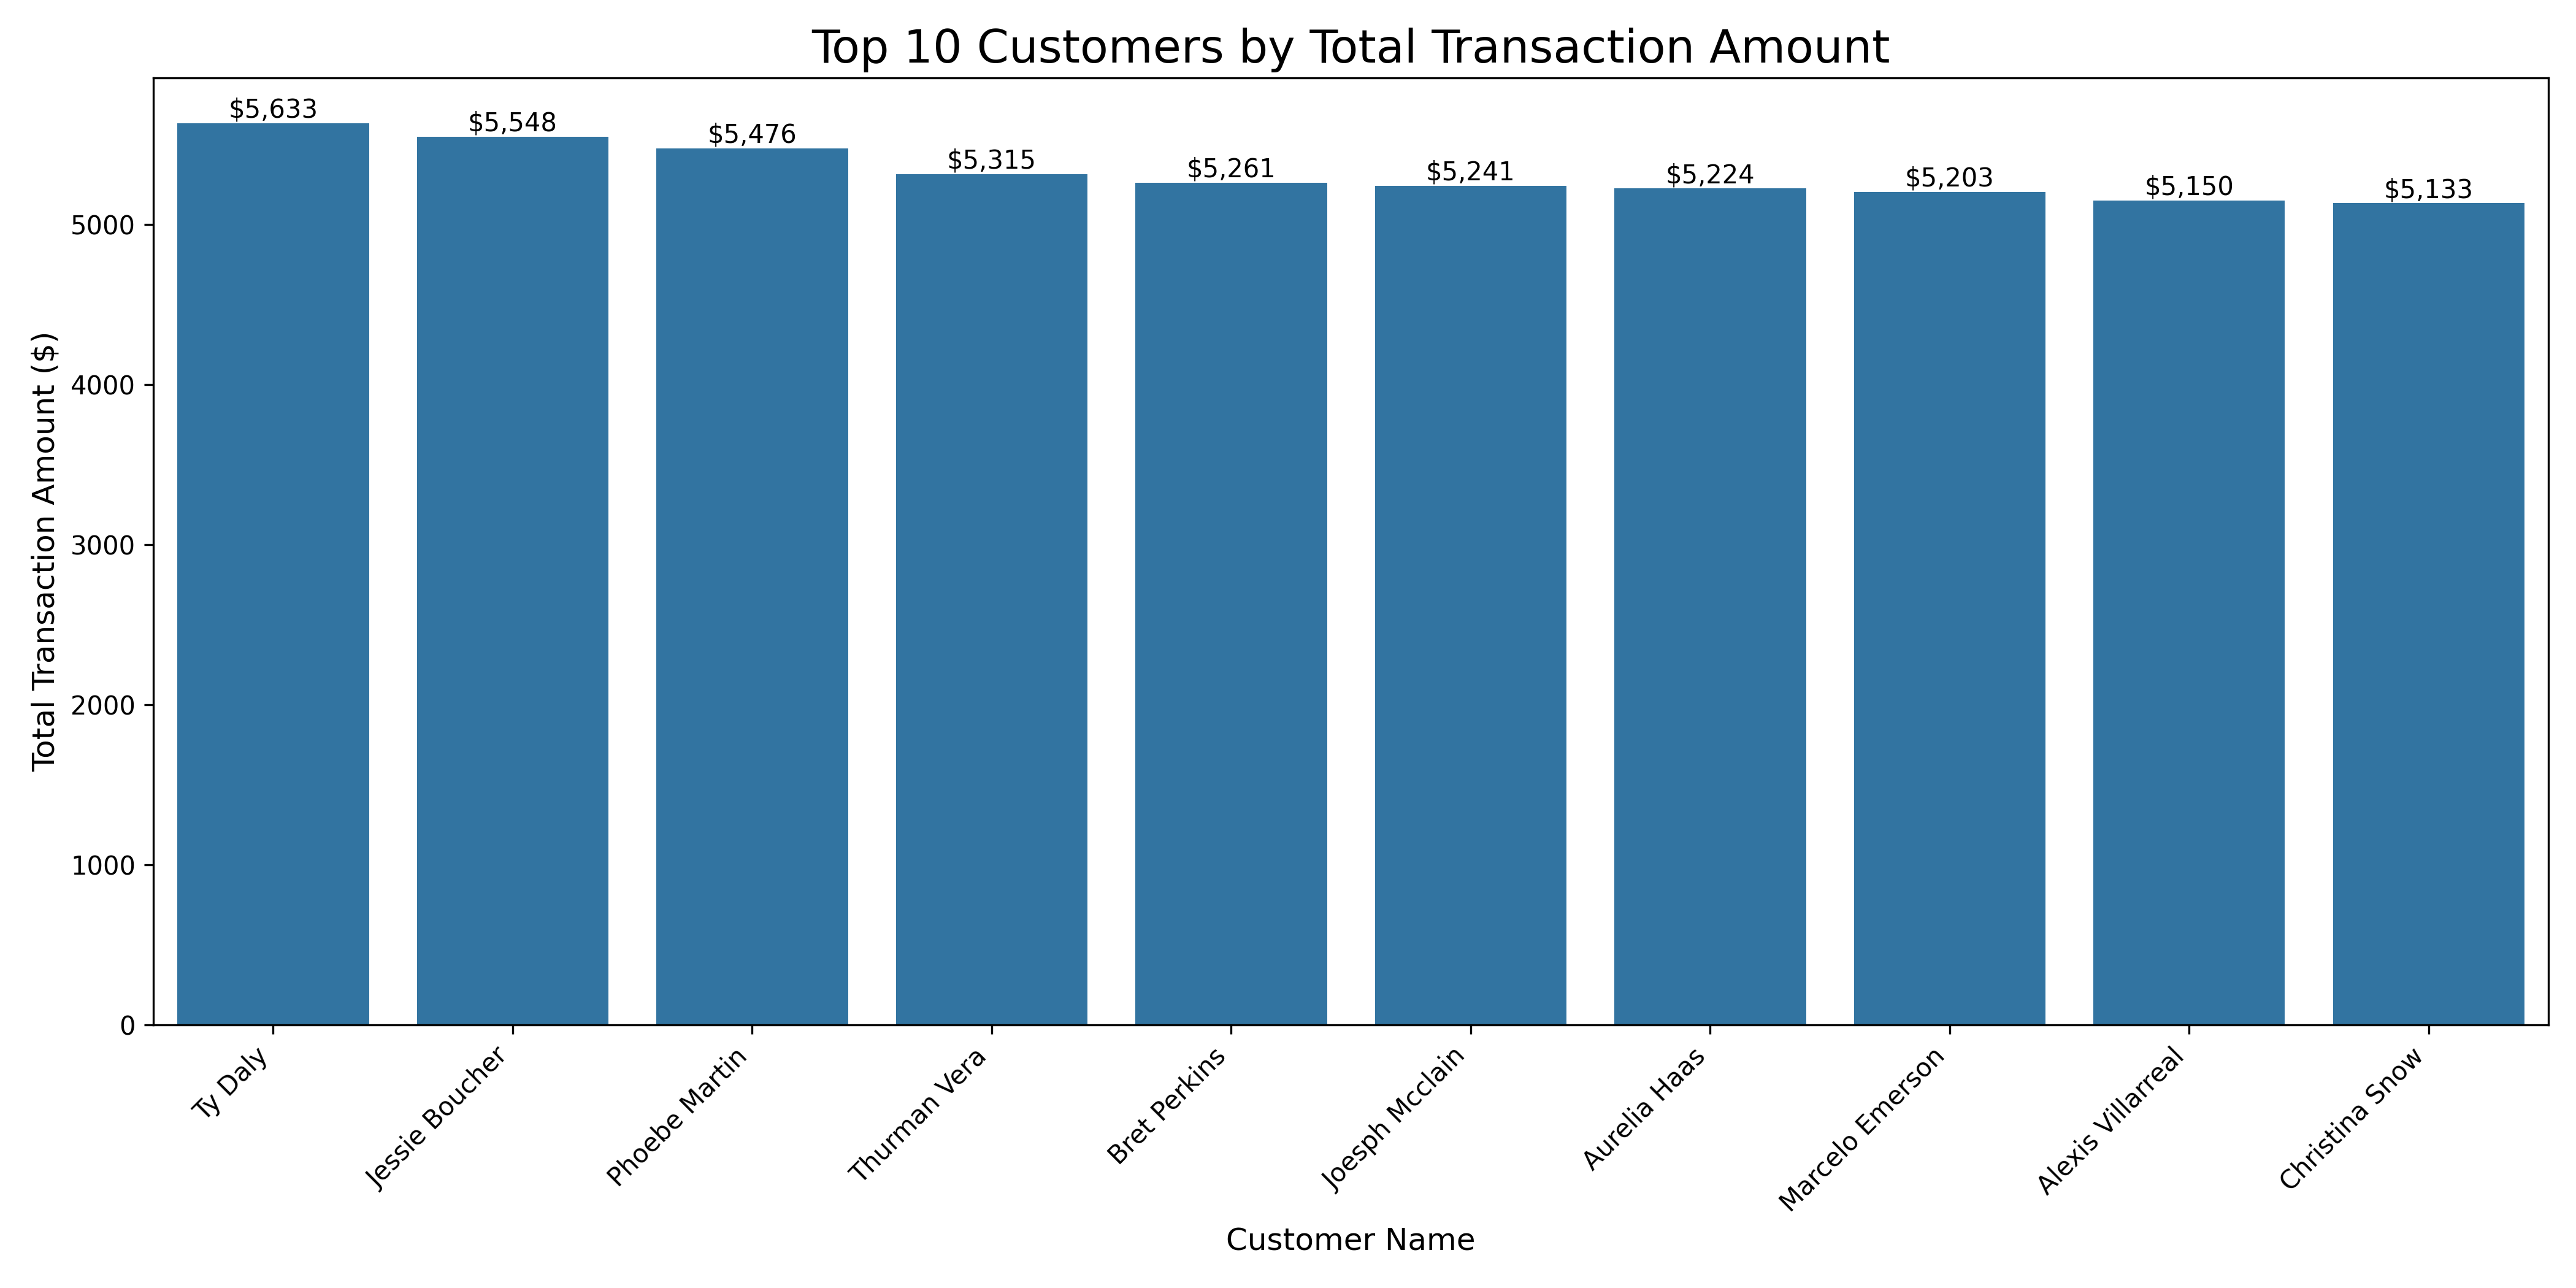 Top 10 Customers by Total Transaction Amount
$5,633
$5,548
$5,476
$5,315
$5,261
$5,241
$5,224
$5,203
$5,150
$5,133
Total Transaction Amount ($)
5000
4000
3000
2000
1000
0
Ty Daly
Jessie Boucher
Phoebe Martin
Thurman Vera
Bret Perkins
Joesph Mcclain
Aurelia Haas
Marcelo Emerson
Alexis Villarreal
Christina Snow
Customer Name